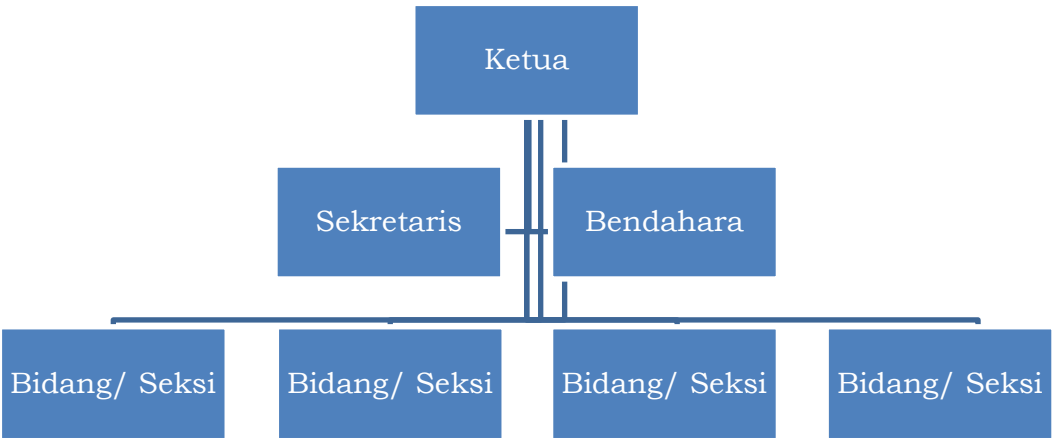 Ketua
Sekretaris
Bendahara
Bidang/ Seksi
Bidang/ Seksi
Bidang/ Seksi
Bidang/ Seksi